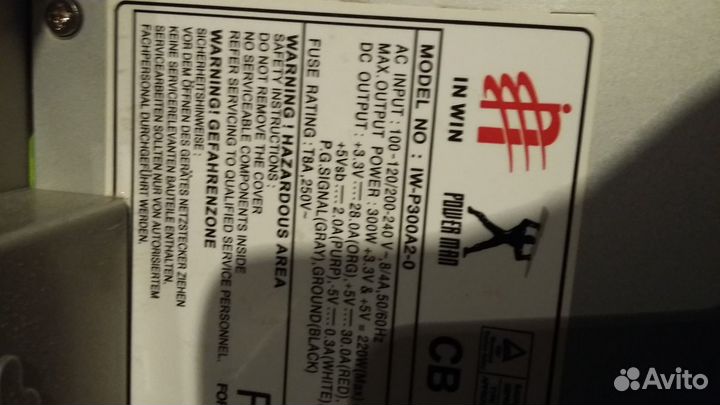 IN WIN
POWER MAN
MODEL NO : IW-P300A2-0
CB
AC INPUT : 100-120/200-240 V~,8/4A,50/60Hz
MAX. OUTPUT POWER : 300W +3.3V & +5V = 220W(Max)
DC OUTPUT : +3.3V 28.0A(ORG),+5V 30.0A(RED),
+5Vsb 2.0A(PURP),-5V 0.3A(WHITE)
P.G.SIGNAL(GRAY),GROUND(BLACK)
FUSE RATING : T8A,250V~
WARNING ! HAZARDOUS AREA
SAFETY INSTRUCTIONS :
DO NOT REMOVE THE COVER
NO SERVICEABLE COMPONENTS INSIDE
REFER SERVICING TO QUALIFIED SERVICE PERSONNEL.
WARNUNG! GEFAHRENZONE
SICHERHEITSHINWEISE :
VOR DEM ÖFFNEN DES GERÄTES NETZSTECKER ZIEHEN
KEINE SERVICERELEVANTEN BAUTEILE ENTHALTEN.
SERVICEARBEITEN SOLLTEN NUR VON AUTORISIERTEM
FACHPERSONAL DURCHGEFÜHRT WERDEN.
FOR
Avito